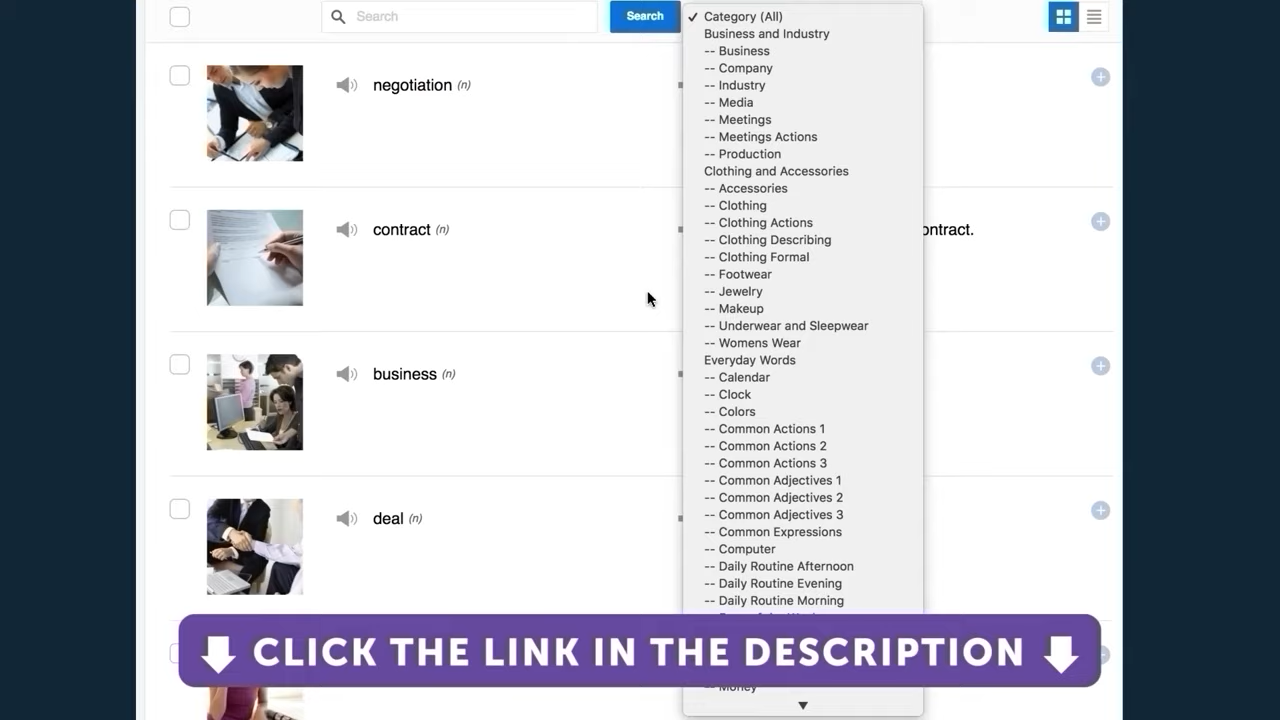 Search
Search
Category (All)
Business and Industry
-- Business
-- Company
-- Industry
-- Media
-- Meetings
-- Meetings Actions
-- Production
Clothing and Accessories
-- Accessories
-- Clothing
-- Clothing Actions
-- Clothing Describing
-- Clothing Formal
-- Footwear
-- Jewelry
-- Makeup
-- Underwear and Sleepwear
-- Womens Wear
Everyday Words
-- Calendar
-- Clock
-- Colors
-- Common Actions 1
-- Common Actions 2
-- Common Actions 3
-- Common Adjectives 1
-- Common Adjectives 2
-- Common Adjectives 3
-- Common Expressions
-- Computer
-- Daily Routine Afternoon
-- Daily Routine Evening
-- Daily Routine Morning
-- Money
negotiation (n)
contract (n)
ontract.
business (n)
deal (n)
CLICK THE LINK IN THE DESCRIPTION